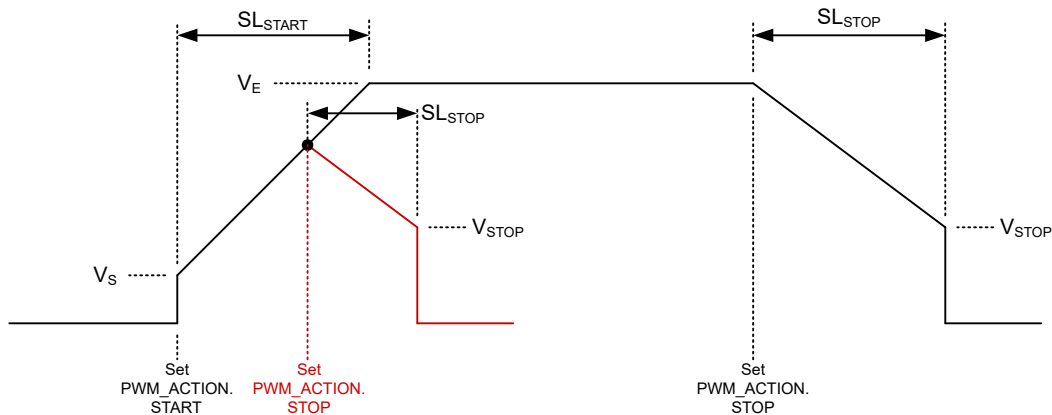 SLSTART
SLSTOP
VE
SLSTOP
VSTOP
VSTOP
VS
Set
PWM_ACTION.
START
Set
PWM_ACTION.
STOP
Set
PWM_ACTION.
STOP